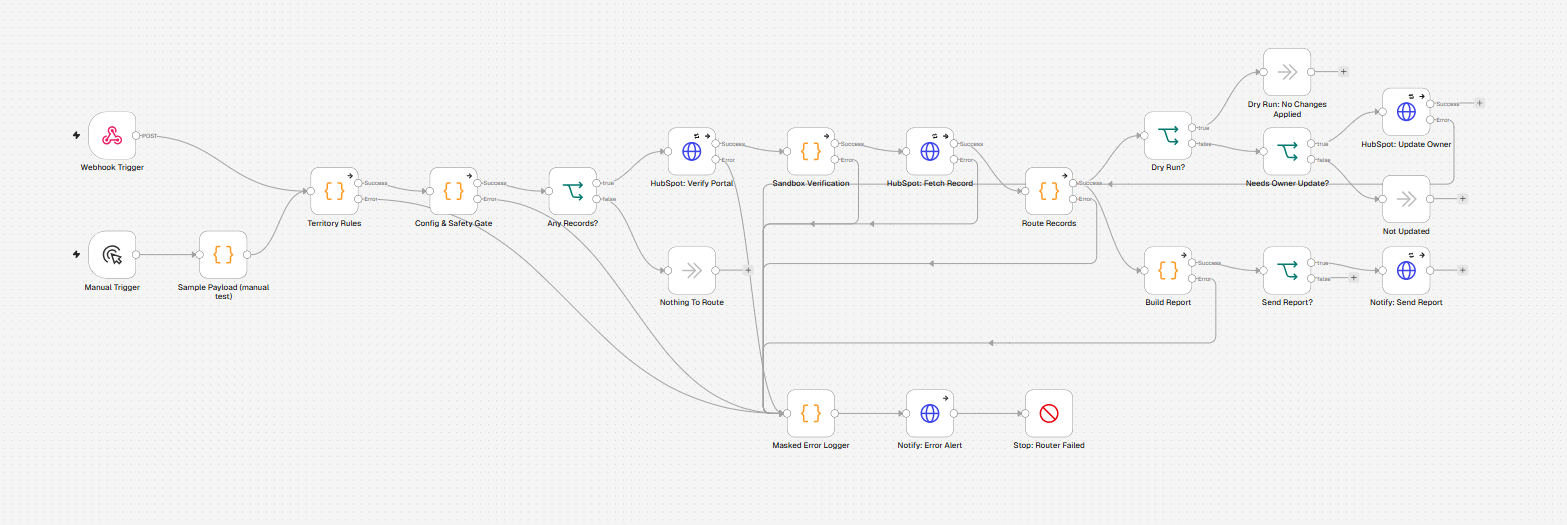 Dry Run: No Changes
Applied
POST
Webhook Trigger
Success
Error
HubSpot: Verify Portal
Success
Error
Sandbox Verification
Success
Error
HubSpot: Fetch Record
true
false
Dry Run?
true
false
Needs Owner Update?
Success
Error
HubSpot: Update Owner
Success
Error
Territory Rules
Success
Error
Config & Safety Gate
true
false
Any Records?
Success
Error
Route Records
Not Updated
Manual Trigger
Sample Payload (manual
test)
Nothing To Route
Success
Error
Build Report
true
false
Send Report?
Notify: Send Report
Masked Error Logger
Notify: Error Alert
Stop: Router Failed